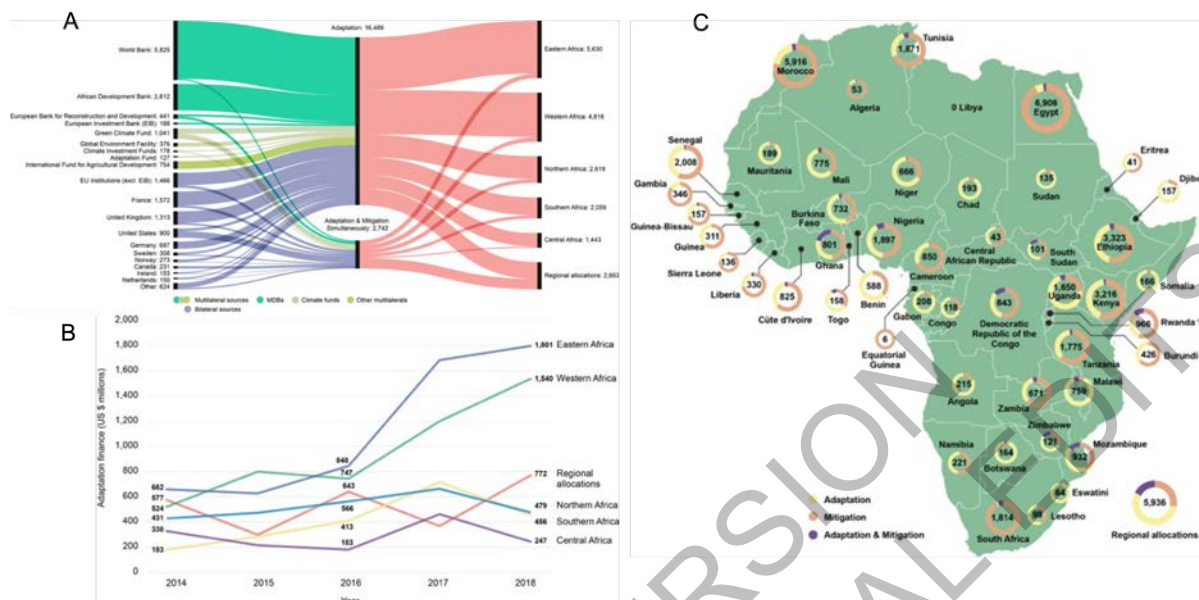 A
Adaptation: 16,489
World Bank: 5,825
African Development Bank: 2,612
European Bank for Reconstruction and Development: 441
European Investment Bank (EIB): 188
Green Climate Fund: 1,041
Global Environment Facility: 376
Climate Investment Funds: 178
Adaptation Fund: 127
International Fund for Agricultural Development: 754
EU Institutions (excl. EIB): 1,466
France: 1,572
United Kingdom: 1,313
United States: 900
Germany: 697
Sweden: 308
Norway: 273
Canada: 231
Ireland: 153
Netherlands: 150
Other: 624
Adaptation & Mitigation
Simultaneously: 2,742
Eastern Africa: 5,630
Western Africa: 4,816
Northern Africa: 2,619
Southern Africa: 2,059
Central Africa: 1,443
Regional allocations: 2,663
Multilateral sources
MDBs
Climate funds
Other multilaterals
Bilateral sources
B
Adaptation finance (US $ millions)
2,000
1,800
1,600
1,400
1,200
1,000
800
600
400
200
0
662
577
524
431
330
183
848
747
643
566
413
183
1,801
1,540
772
479
466
247
Eastern Africa
Western Africa
Regional
allocations
Northern Africa
Southern Africa
Central Africa
2014
2015
2016
2017
2018
C
Tunisia
1,871
5,916
Morocco
53
Algeria
0 Libya
6,906
Egypt
Senegal
2,008
189
Mauritania
775
Mali
666
Niger
193
Chad
135
Sudan
Eritrea
41
Djibo
157
Gambia
346
157
Guinea-Bissau
311
Guinea
136
Sierra Leone
330
Liberia
825
Côte d'Ivoire
732
Burkina
Faso
801
Ghana
158
Togo
588
Benin
Nigeria
1,897
850
Cameroon
43
Central
African Republic
101
South
Sudan
3,323
Ethiopia
166
Somalia
6
Equatorial
Guinea
208
Gabon
118
Congo
843
Democratic
Republic of the
Congo
1,650
Uganda
3,216
Kenya
966
Rwanda
426
Burundi
1,775
Tanzania
215
Angola
671
Zambia
Malawi
759
Zimbabwe
121
Mozambique
932
Namibia
221
164
Botswana
64
Eswatini
Lesotho
1,814
South Africa
5,936
Regional allocations
Adaptation
Mitigation
Adaptation & Mitigation